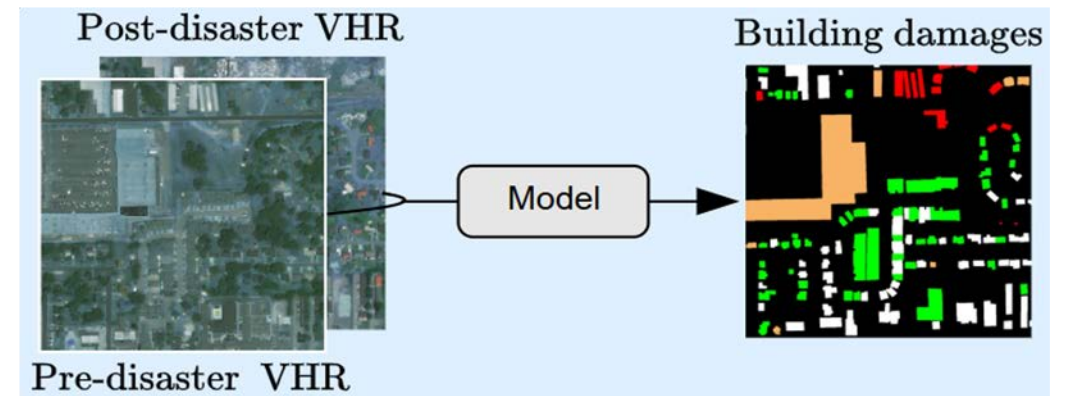 Post-disaster VHR
Building damages
Model
Pre-disaster VHR